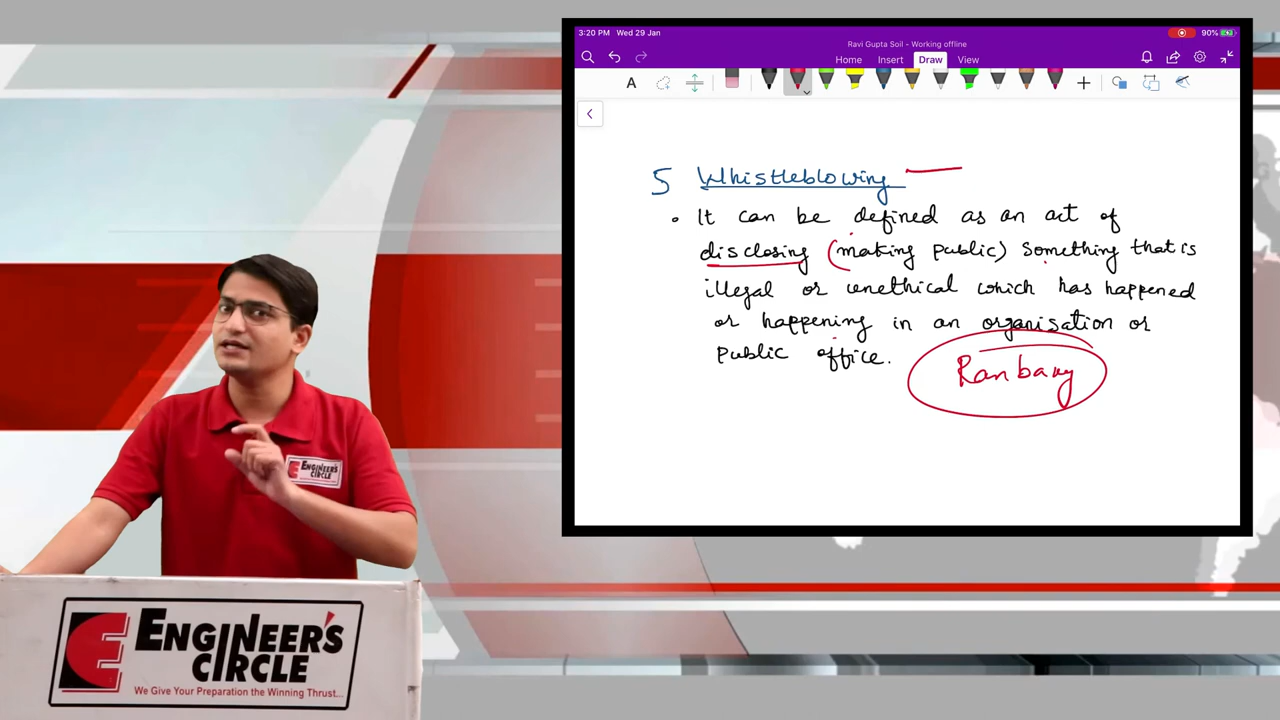 3:20 PM Wed 29 Jan
90%
Ravi Gupta Soil – Working offline
Home Insert Draw View
A
5 Whistleblowing
• It can be defined as an act of
disclosing (making public) something that is
illegal or unethical which has happened
or happening in an organisation or
public office.
Ranbaxy
ENGINEER'S
CIRCLE
E ENGINEER'S
CIRCLE
We Give Your Preparation the Winning Thrust...